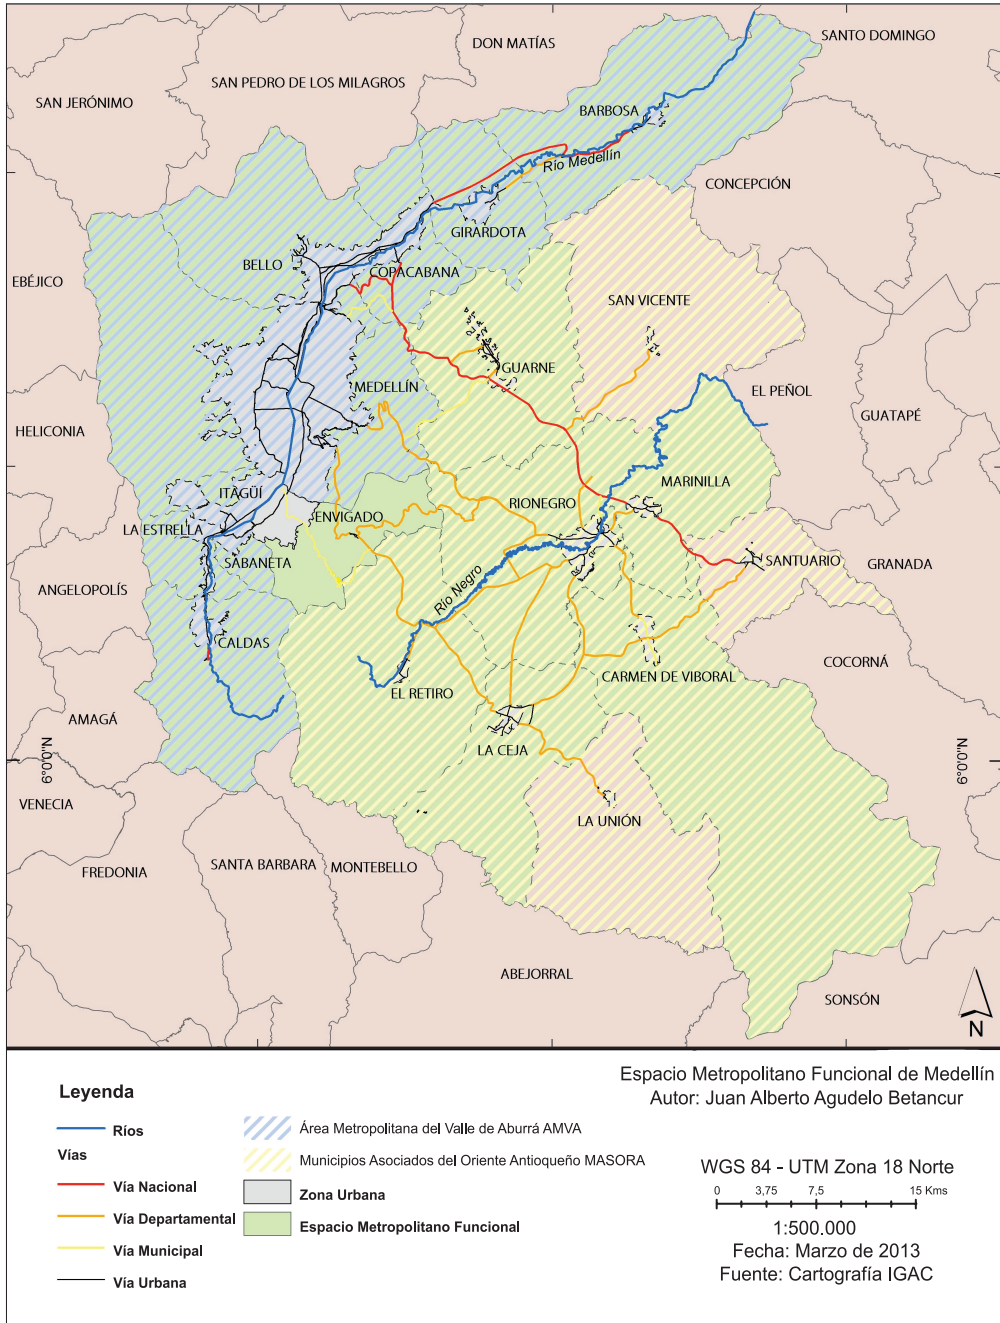 DON MATÍAS
SANTO DOMINGO
SAN PEDRO DE LOS MILAGROS
SAN JERÓNIMO
BARBOSA
Río Medellín
CONCEPCIÓN
GIRARDOTA
BELLO
COPACABANA
EBÉJICO
SAN VICENTE
GUARNE
MEDELLÍN
EL PEÑOL
GUATAPÉ
HELICONIA
ITAGÜÍ
MARINILLA
RIONEGRO
LA ESTRELLA
ENVIGADO
SABANETA
SANTUARIO
GRANADA
ANGELOPOLÍS
Río Negro
CALDAS
COCORNÁ
CARMEN DE VIBORAL
EL RETIRO
AMAGÁ
LA CEJA
6°0'0"N
6°0'0"N
VENECIA
LA UNIÓN
FREDONIA
SANTA BARBARA
MONTEBELLO
ABEJORRAL
SONSÓN
N
Leyenda
Ríos
Vías
Vía Nacional
Vía Departamental
Vía Municipal
Vía Urbana
Área Metropolitana del Valle de Aburrá AMVA
Municipios Asociados del Oriente Antioqueño MASORA
Zona Urbana
Espacio Metropolitano Funcional
Espacio Metropolitano Funcional de Medellín
Autor: Juan Alberto Agudelo Betancur
WGS 84 - UTM Zona 18 Norte
0 3,75 7,5 15 Kms
1:500.000
Fecha: Marzo de 2013
Fuente: Cartografía IGAC